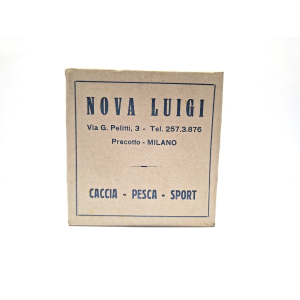 NOVA LUIGI
Via G. Pelitti, 3 - Tel. 257.3.876
Precotto - MILANO
CACCIA - PESCA - SPORT